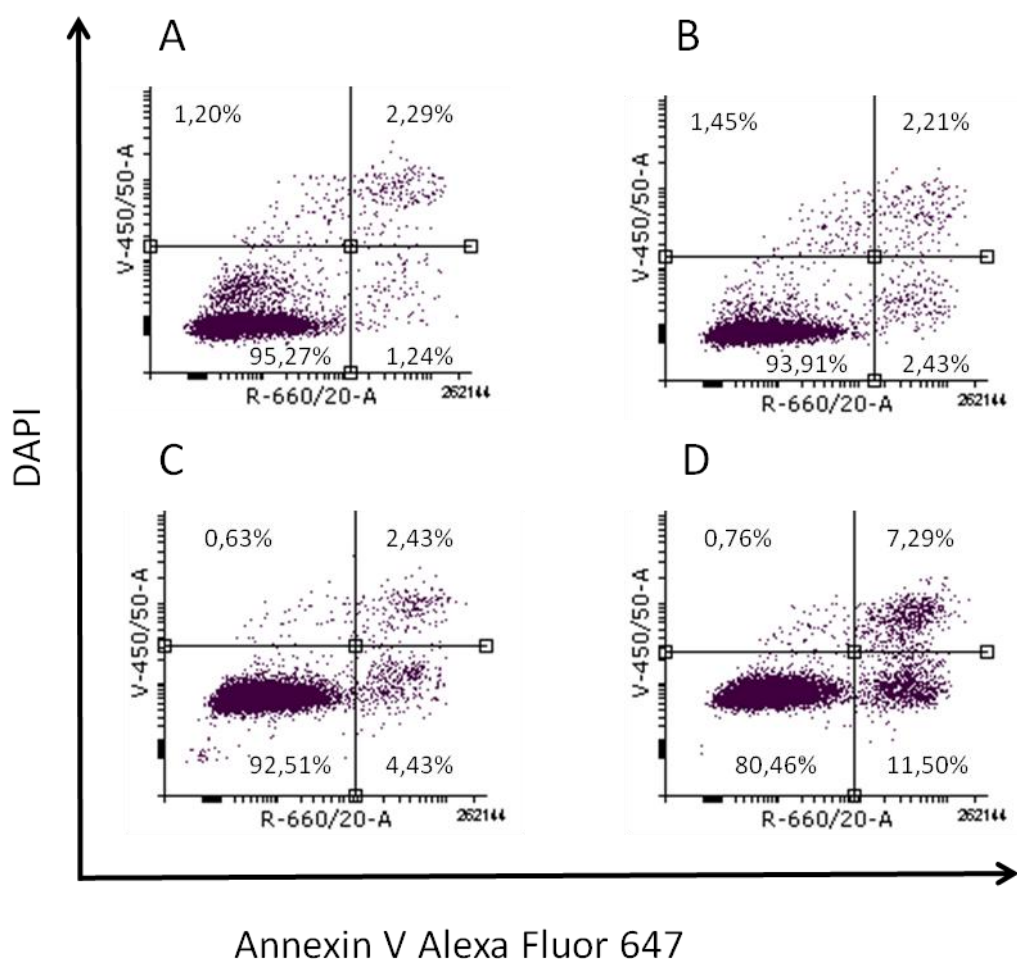 A
B
1,20%
2,29%
1,45%
2,21%
V-450/50-A
V-450/50-A
95,27%
1,24%
93,91%
2,43%
R-660/20-A
262144
R-660/20-A
262144
DAPI
C
D
0,63%
2,43%
0,76%
7,29%
V-450/50-A
V-450/50-A
92,51%
4,43%
80,46%
11,50%
R-660/20-A
262144
R-660/20-A
262144
Annexin V Alexa Fluor 647